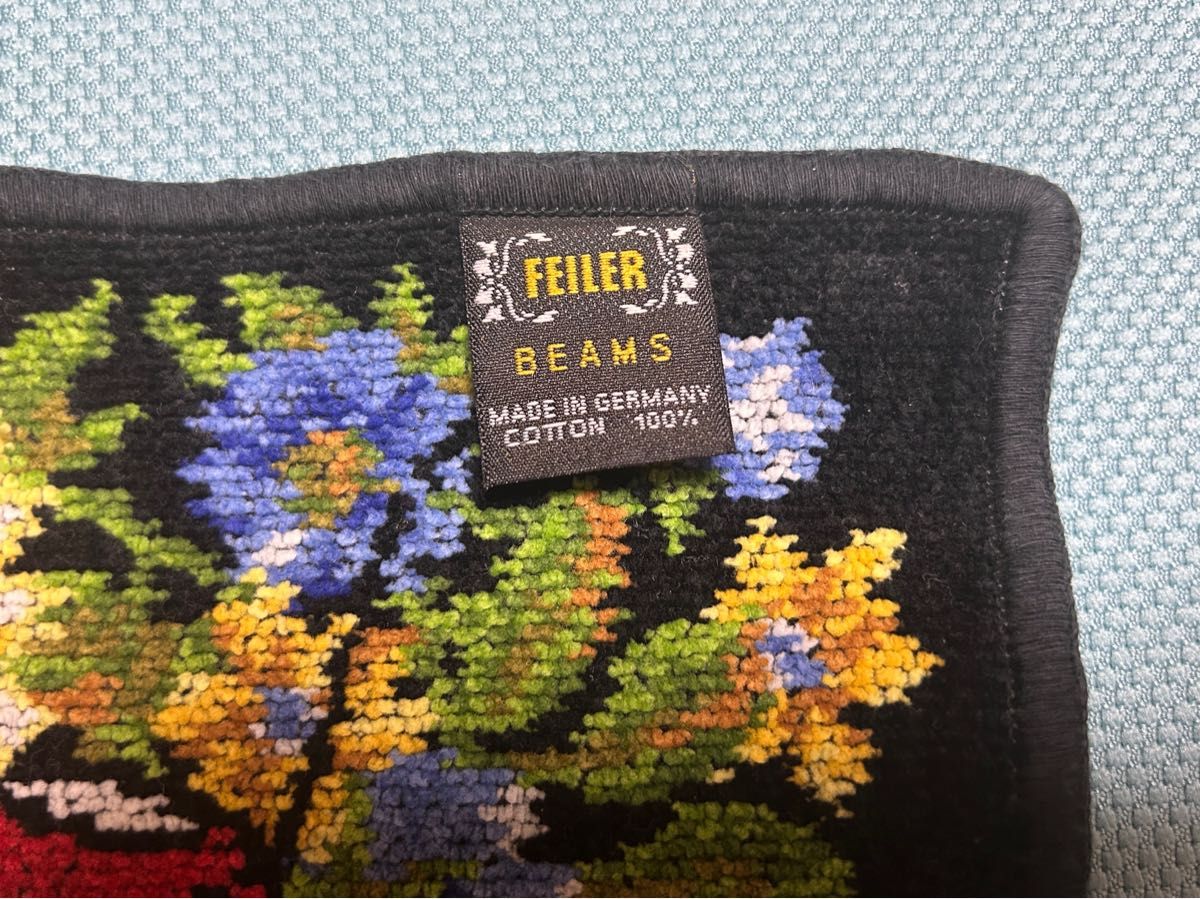 FEILER
BEAMS
MADE IN GERMANY
COTTON 100%